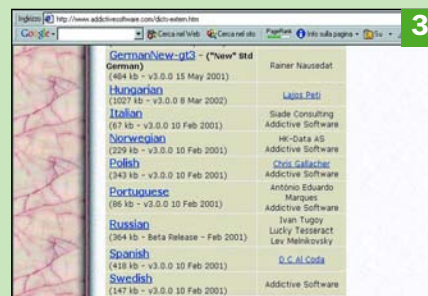 3
Indirizzo http://www.addictivesoftware.com/dicts-extern.htm
Google Cerca nel Web Cerca nel sito PageRank Info sulla pagina Su
GermanNew-gt3 - ("New" Std
German)
(484 kb - v3.0.0 15 May 2001)
Rainer Nausedat
Hungarian
(1027 kb - v3.0.0 8 Mar 2002)
Lajos Pati
Italian
(67 kb - v3.0.0 10 Feb 2001)
Siade Consulting
Addictive Software
Norwegian
(229 kb - v3.0.0 10 Feb 2001)
HK-Data AS
Addictive Software
Polish
(343 kb - v3.0.0 10 Feb 2001)
Chris Gallacher
Addictive Software
Portuguese
(86 kb - v3.0.0 10 Feb 2001)
António Eduardo
Marques
Addictive Software
Russian
(364 kb - Beta Release - Feb 2001)
Ivan Tugoy
Lucky Tesseract
Lev Melnikovsky
Spanish
(418 kb - v3.0.0 10 Feb 2001)
D C Al Coda
Swedish
(147 kb - v3.0.0 10 Feb 2001)
Addictive Software